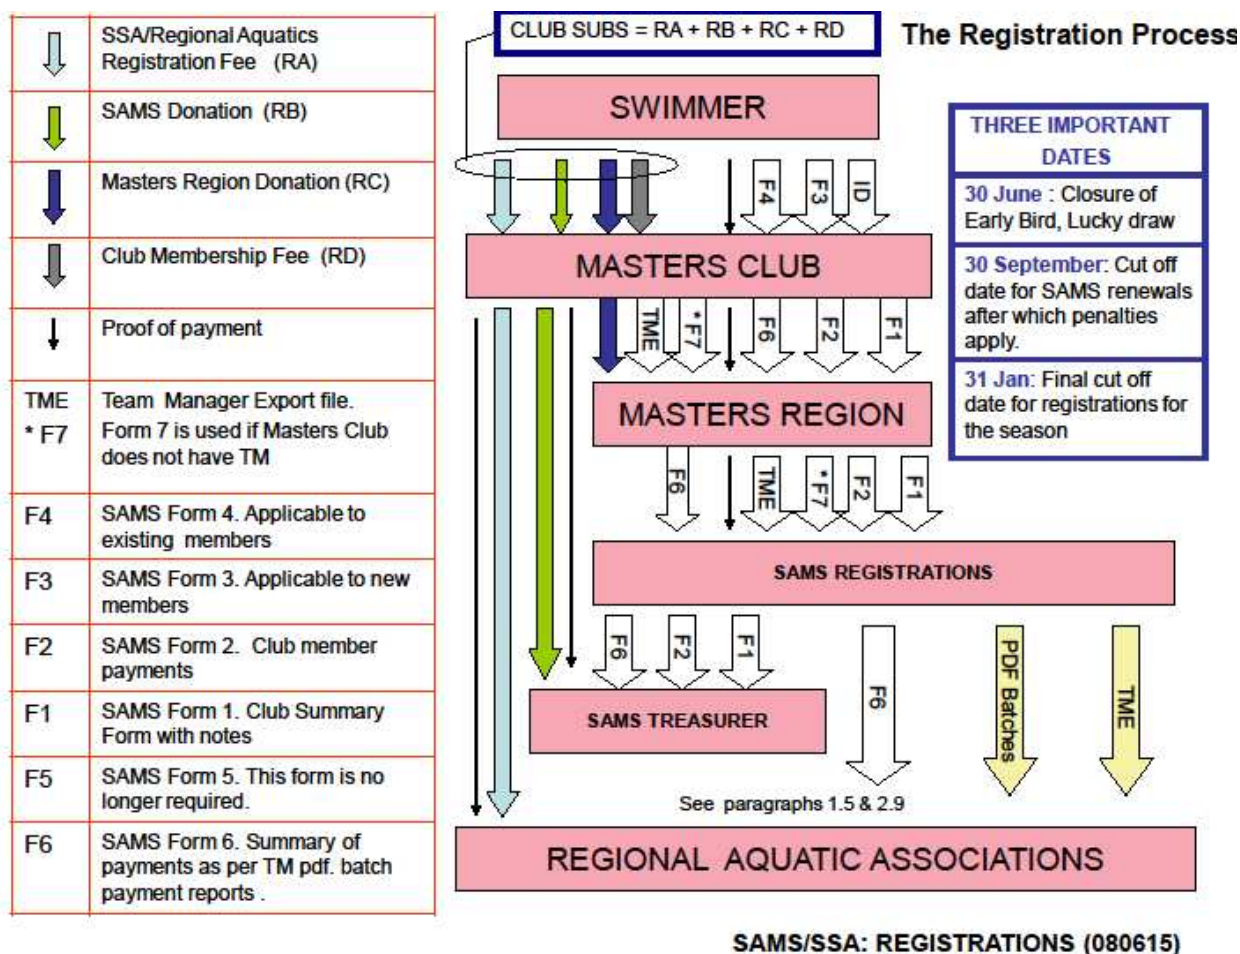 SSA/Regional Aquatics
Registration Fee (RA)
SAMS Donation (RB)
Masters Region Donation (RC)
Club Membership Fee (RD)
Proof of payment
TME Team Manager Export file.
* F7 Form 7 is used if Masters Club
does not have TM
F4 SAMS Form 4. Applicable to
existing members
F3 SAMS Form 3. Applicable to new
members
F2 SAMS Form 2. Club member
payments
F1 SAMS Form 1. Club Summary
Form with notes
F5 SAMS Form 5. This form is no
longer required.
F6 SAMS Form 6. Summary of
payments as per TM pdf. batch
payment reports .
CLUB SUBS = RA + RB + RC + RD
The Registration Process
SWIMMER
F4 F3 ID
MASTERS CLUB
TME * F7 F6 F2 F1
MASTERS REGION
F6 TME * F7 F2 F1
SAMS REGISTRATIONS
F6 F2 F1
F6
PDF Batches
TME
SAMS TREASURER
See paragraphs 1.5 & 2.9
REGIONAL AQUATIC ASSOCIATIONS
THREE IMPORTANT
DATES
30 June : Closure of
Early Bird, Lucky draw
30 September: Cut off
date for SAMS renewals
after which penalties
apply.
31 Jan: Final cut off
date for registrations for
the season
SAMS/SSA: REGISTRATIONS (080615)